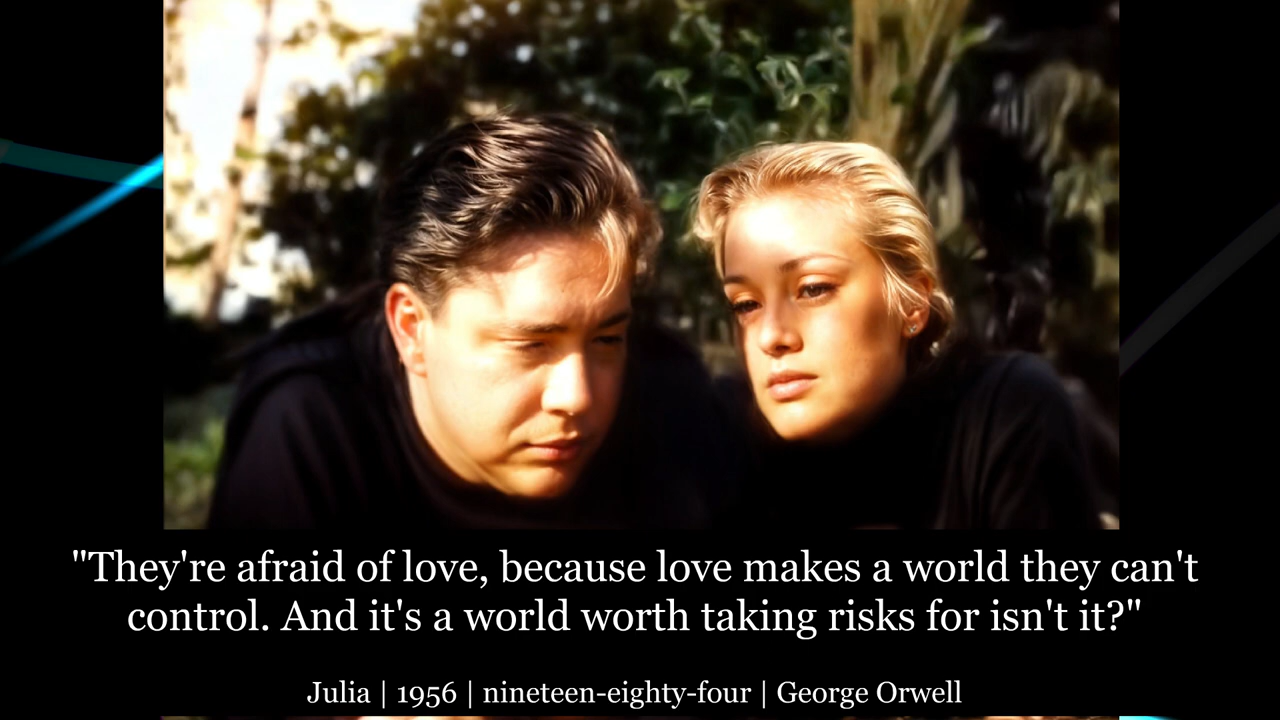 "They're afraid of love, because love makes a world they can't
control. And it's a world worth taking risks for isn't it?"
Julia | 1956 | nineteen-eighty-four | George Orwell